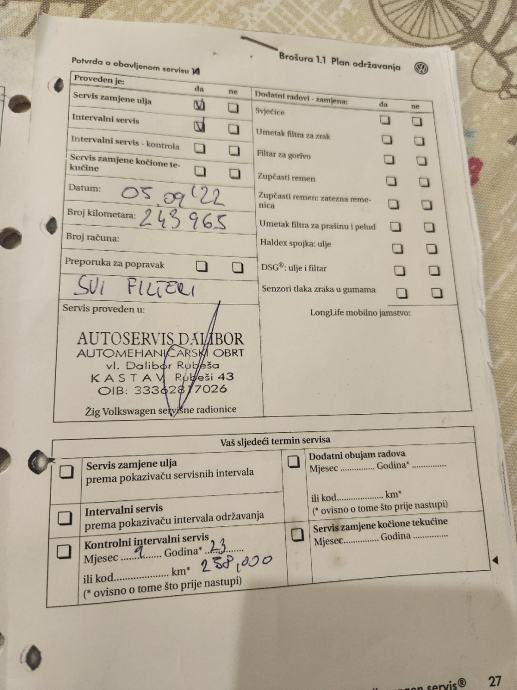 Brošura 1.1 Plan održavanja
Potvrda o obavljenom servisu
Proveden je: da ne
Servis zamjene ulja
Intervalni servis
Intervalni servis - kontrola
Servis zamjene kočione te-
kučine
Datum: 05.09'22
Broj kilometara: 243965
Broj računa:
Preporuka za popravak
SVI FILTERI
Servis proveden u:
AUTOSERVIS DALIBOR
AUTOMEHANIČARSKI OBRT
vl. Dalibor Rubeša
KASTAV, Rubeši 43
OIB: 33362817026
Žig Volkswagen servisne radionice
Dodatni radovi - zamjena: da ne
Svjećice
Umetak filtra za zrak
Filtar za gorivo
Zupčasti remen
Zupčasti remen: zatezna reme-
nica
Umetak filtra za prašinu i pelud
Haldex spojka: ulje
DSG®: ulje i filtar
Senzori tlaka zraka u gumama
LongLife mobilno jamstvo:
Vaš sljedeći termin servisa
Servis zamjene ulja
prema pokazivaču servisnih intervala
Intervalni servis
prema pokazivaču intervala održavanja
Kontrolni intervalni servis
Mjesec ...9... Godina* ..23......
ili kod.................. km* 258,000
(* ovisno o tome što prije nastupi)
Dodatni obujam radova
Mjesec ............. Godina* .............
ili kod.................. km*
(* ovisno o tome što prije nastupi)
Servis zamjene kočione tekučine
Mjesec............. Godina .............
servis® 27